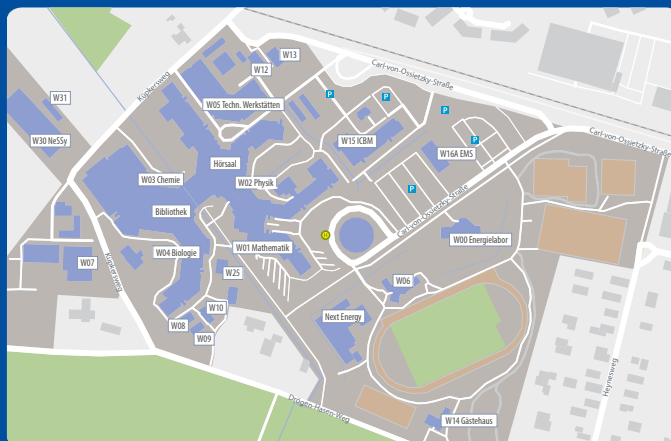 W13
W12
Carl-von-Ossietzky-Straße
Küpkersweg
P
P
W31
W05 Techn. Werkstätten
P
Carl-von-Ossietzky-Straße
W30 NeSSy
W15 ICBM
P
W16A EMS
Hörsaal
W03 Chemie
W02 Physik
P
Bibliothek
Carl-von-Ossietzky-Straße
H
W00 Energielabor
W01 Mathematik
W04 Biologie
W07
Küpkersweg
W25
W06
W10
Next Energy
W08
W09
Heynesweg
Drögen-Hasen-Weg
W14 Gästehaus